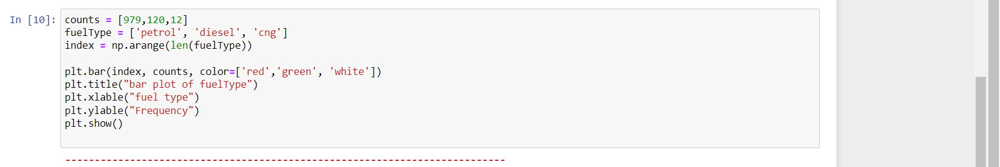 In [10]: counts = [979,120,12]
fuelType = ['petrol', 'diesel', 'cng']
index = np.arange(len(fuelType))
plt.bar(index, counts, color=['red','green', 'white'])
plt.title("bar plot of fuelType")
plt.xlable("fuel type")
plt.ylable("Frequency")
plt.show()
---------------------------------------------------------------------------